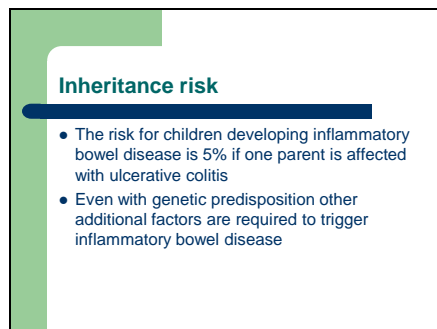 Inheritance risk
● The risk for children developing inflammatory
bowel disease is 5% if one parent is affected
with ulcerative colitis
● Even with genetic predisposition other
additional factors are required to trigger
inflammatory bowel disease